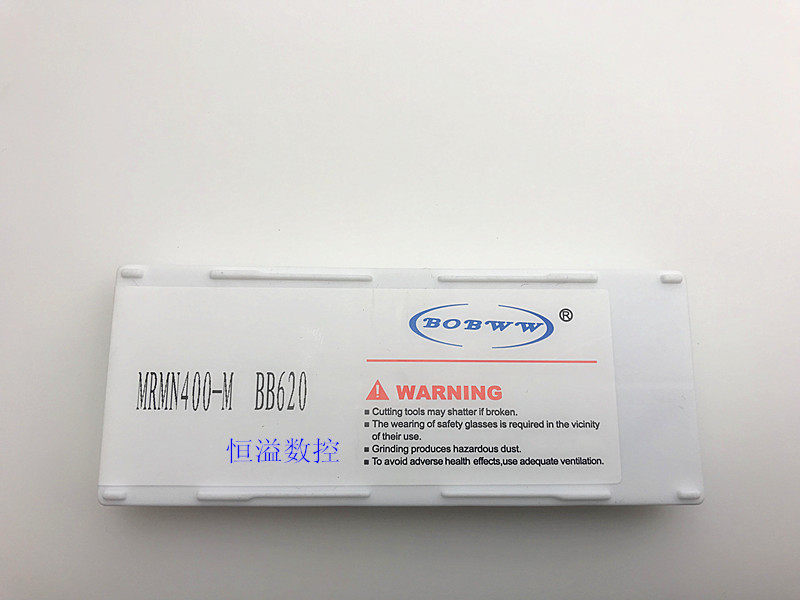 BOBWW®
MRMN400-M BB620
恒溢数控
WARNING
■ Cutting tools may shatter if broken.
■ The wearing of safety glasses is required in the vicinity
of their use.
■ Grinding produces hazardous dust.
■ To avoid adverse health effects,use adequate ventilation.